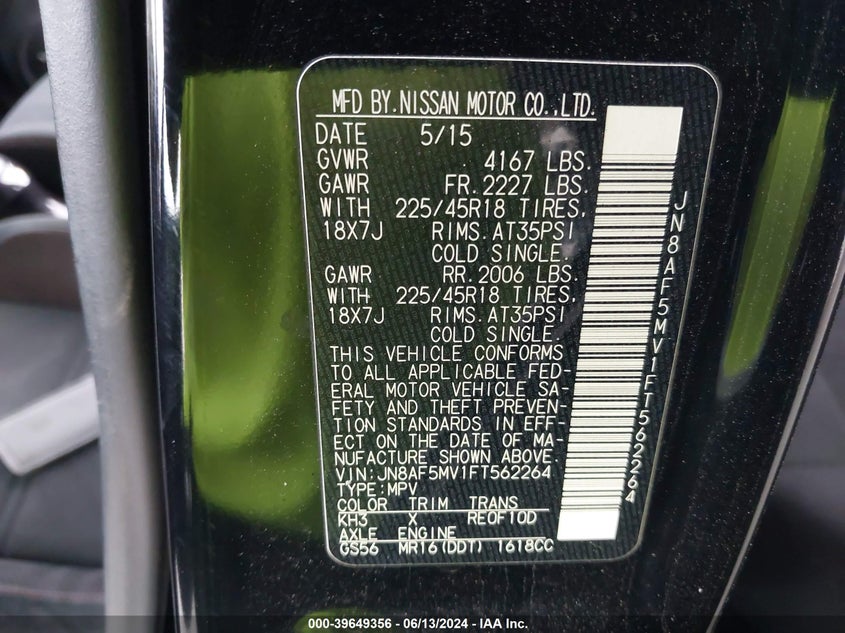 MFD BY.NISSAN MOTOR CO.,LTD.
DATE 5/15
GVWR 4167 LBS.
GAWR FR.2227 LBS.
WITH 225/45R18 TIRES,
18X7J RIMS.AT35PSI
COLD SINGLE.
GAWR RR.2006 LBS.
WITH 225/45R18 TIRES,
18X7J RIMS.AT35PSI
COLD SINGLE.
THIS VEHICLE CONFORMS
TO ALL APPLICABLE FED-
ERAL MOTOR VEHICLE SA-
FETY AND THEFT PREVEN-
TION STANDARDS IN EFF-
ECT ON THE DATE OF MA-
NUFACTURE SHOWN ABOVE.
VIN:JN8AF5MV1FT562264
TYPE:MPV
COLOR TRIM TRANS
KH3 X RE0F10D
AXLE ENGINE
GS56 MR16(DDT) 1618CC
JN8AF5MV1FT562264
000-39649356 - 06/13/2024 - IAA Inc.